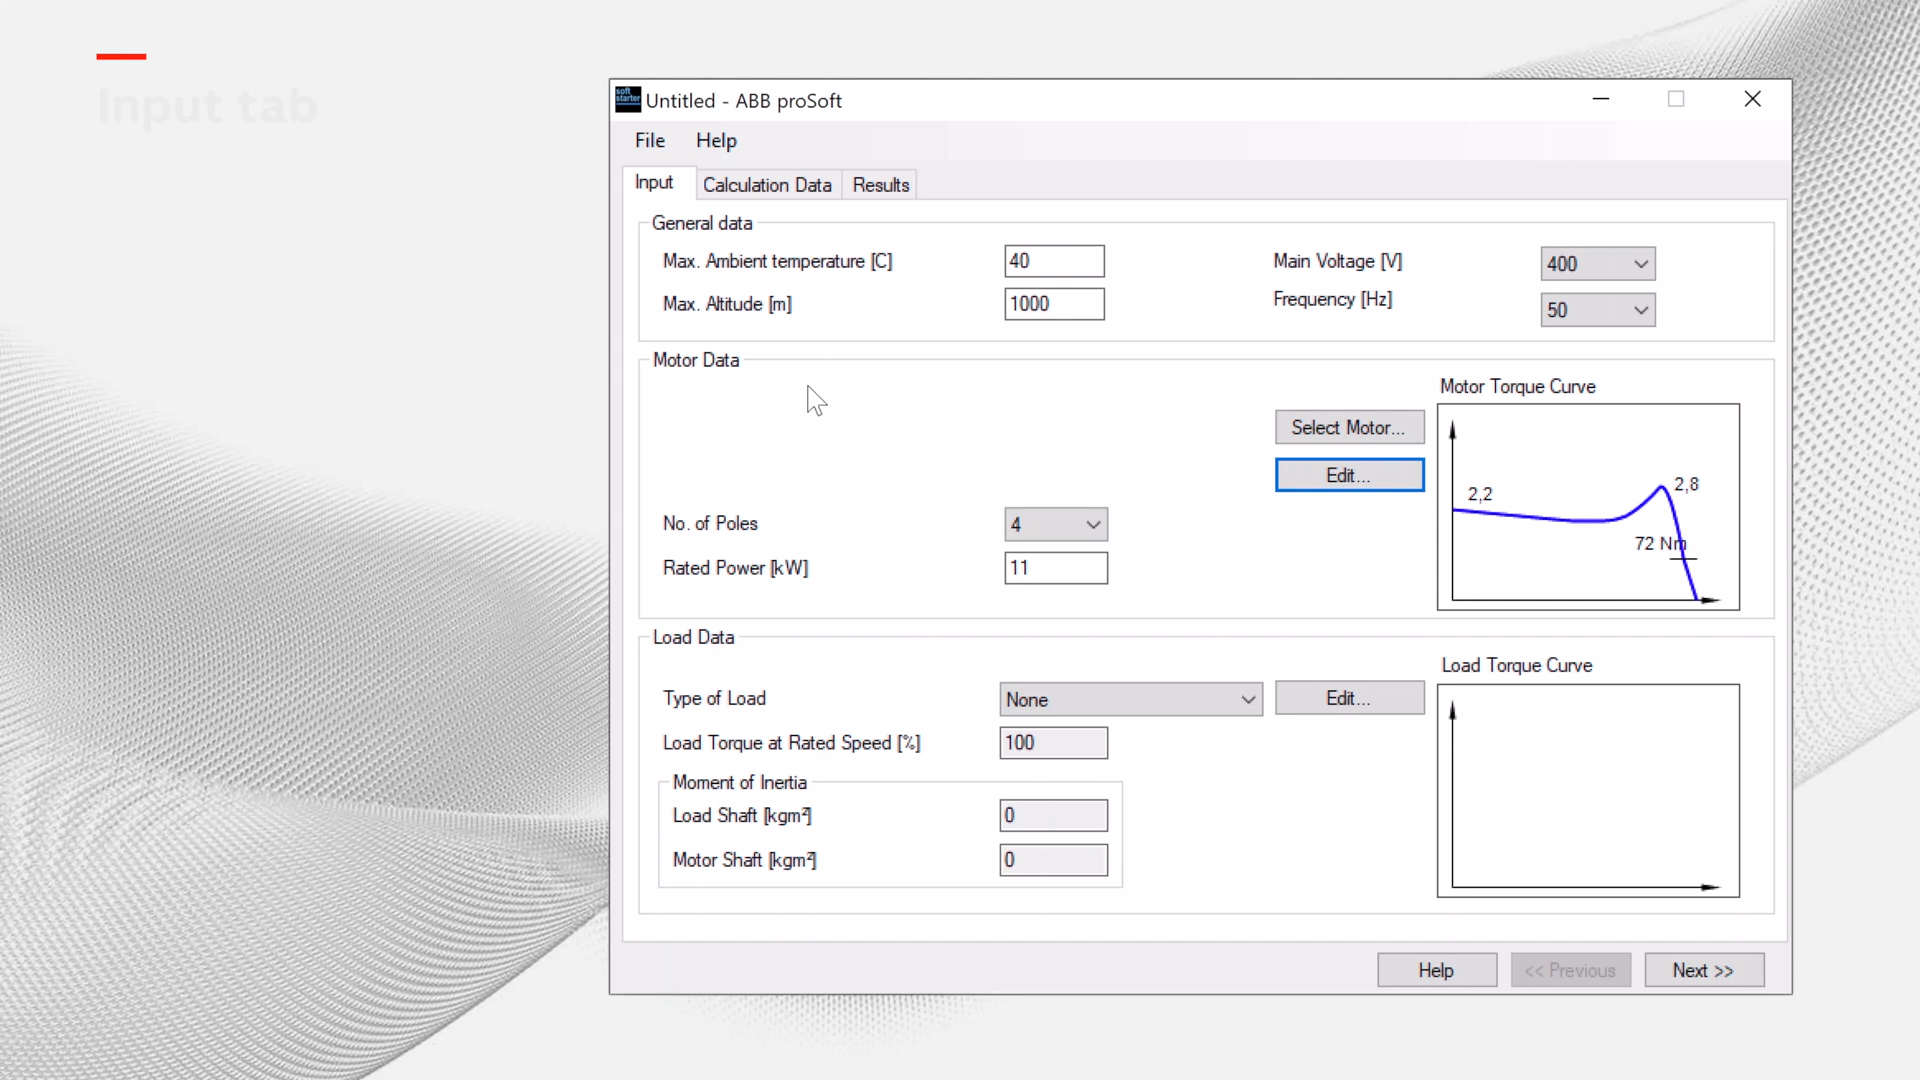 Input tab
soft
starter
Untitled - ABB proSoft
File Help
Input Calculation Data Results
General data
Max. Ambient temperature [C] 40 Main Voltage [V] 400
Max. Altitude [m] 1000 Frequency [Hz] 50
Motor Data
Motor Torque Curve
Select Motor...
Edit...
2,2 2,8
72 Nm
No. of Poles 4
Rated Power [kW] 11
Load Data
Load Torque Curve
Type of Load None Edit...
Load Torque at Rated Speed [%] 100
Moment of Inertia
Load Shaft [kgm²] 0
Motor Shaft [kgm²] 0
Help << Previous Next >>